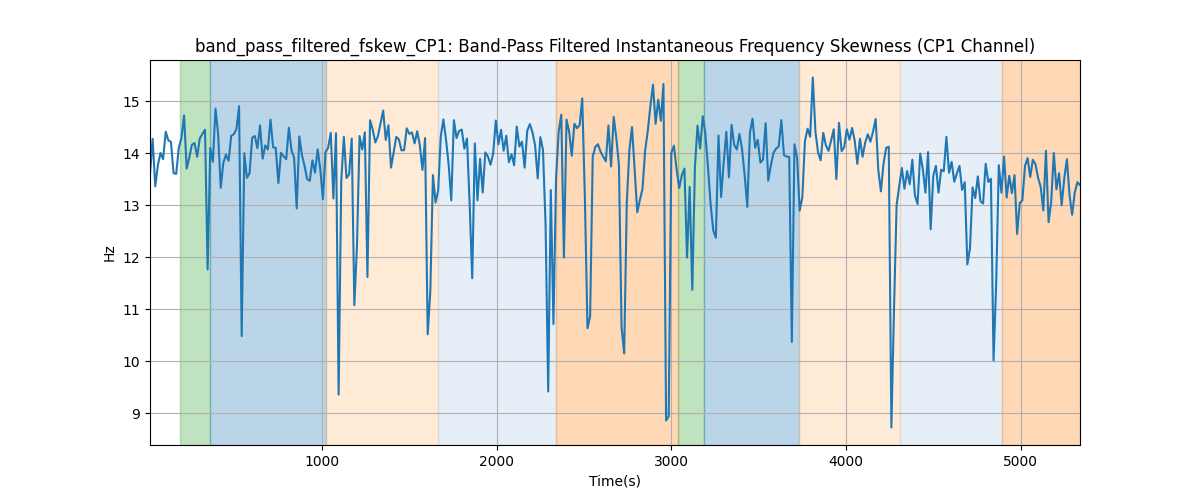 band_pass_filtered_fskew_CP1: Band-Pass Filtered Instantaneous Frequency Skewness (CP1 Channel)
15
14
13
12
11
10
9
Hz
1000 2000 3000 4000 5000
Time(s)